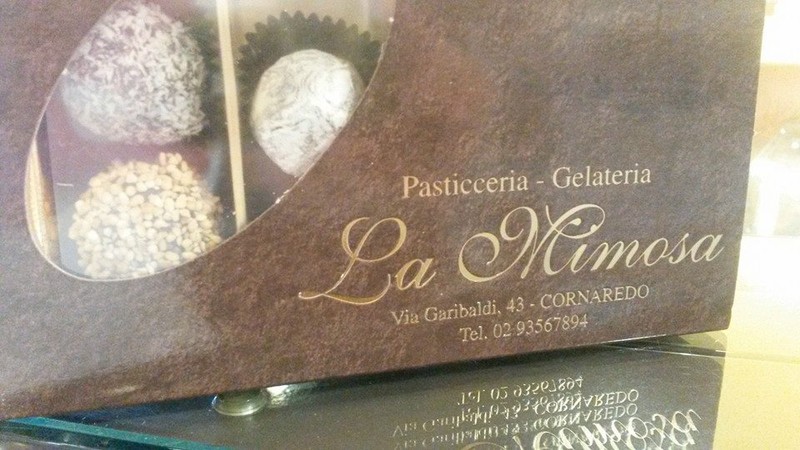 Pasticceria - Gelateria
La Mimosa
Via Garibaldi, 43 - CORNAREDO
Tel. 02 93567894